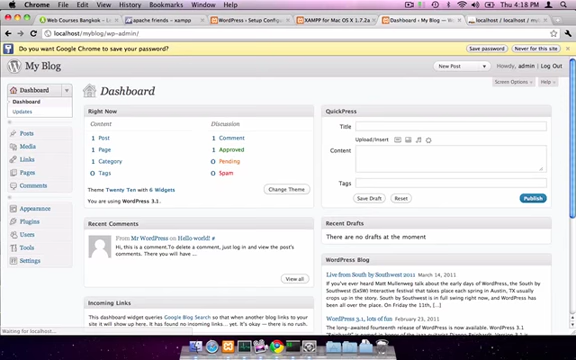 Chrome File Edit View History Bookmarks Window Help
Thu 4:18 PM
Web Courses Bangkok
apache friends - xampp
WordPress › Setup Config
XAMPP for Mac OS X 1.7.2a
Dashboard ‹ My Blog — W
localhost / localhost / my
localhost/myblog/wp-admin/
Do you want Google Chrome to save your password?
Save password
Never for this site
My Blog
New Post
Howdy, admin | Log Out
Screen Options
Help
Dashboard
Dashboard
Updates
Posts
Media
Links
Pages
Comments
Appearance
Plugins
Users
Tools
Settings
Dashboard
Right Now
Content
Discussion
1 Post
1 Comment
1 Page
1 Approved
1 Category
0 Pending
0 Tags
0 Spam
Theme Twenty Ten with 6 Widgets
Change Theme
You are using WordPress 3.1.
Recent Comments
From Mr WordPress on Hello world! #
Hi, this is a comment.To delete a comment, just log in and view the post's
comments. There you will have ...
View all
Incoming Links
This dashboard widget queries Google Blog Search so that when another blog links to
your site it will show up here. It has found no incoming links... yet. It's okay — there is no rush.
QuickPress
Title
Upload/Insert
Content
Tags
Save Draft
Reset
Publish
Recent Drafts
There are no drafts at the moment
WordPress Blog
Live from South by Southwest 2011 March 14, 2011
If you've ever heard Matt Mullenweg talk about the early days of WordPress, the South by
Southwest (SxSW) Interactive festival that takes place each spring in Austin, TX usually
crops up in the story. South by Southwest is in full swing right now, and WordPress has
been all over the place. On Friday the 11th, […]
WordPress 3.1, lots of fun February 23, 2011
The long-awaited fourteenth release of WordPress is now available. WordPress 3.1
Waiting for localhost...